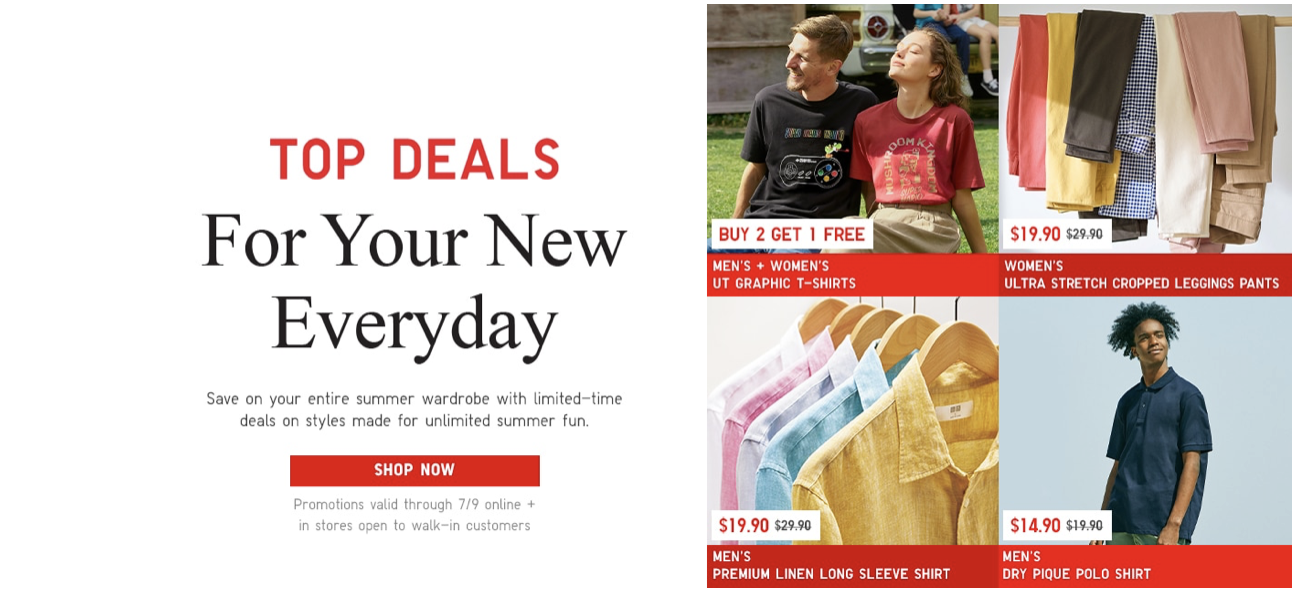 TOP DEALS
For Your New
Everyday
Save on your entire summer wardrobe with limited-time
deals on styles made for unlimited summer fun.
SHOP NOW
Promotions valid through 7/9 online +
in stores open to walk-in customers
MUSHROOM KINGDOM
BUY 2 GET 1 FREE
MEN'S + WOMEN'S
UT GRAPHIC T-SHIRTS
$19.90 $29.90
WOMEN'S
ULTRA STRETCH CROPPED LEGGINGS PANTS
$19.90 $29.90
MEN'S
PREMIUM LINEN LONG SLEEVE SHIRT
$14.90 $19.90
MEN'S
DRY PIQUE POLO SHIRT